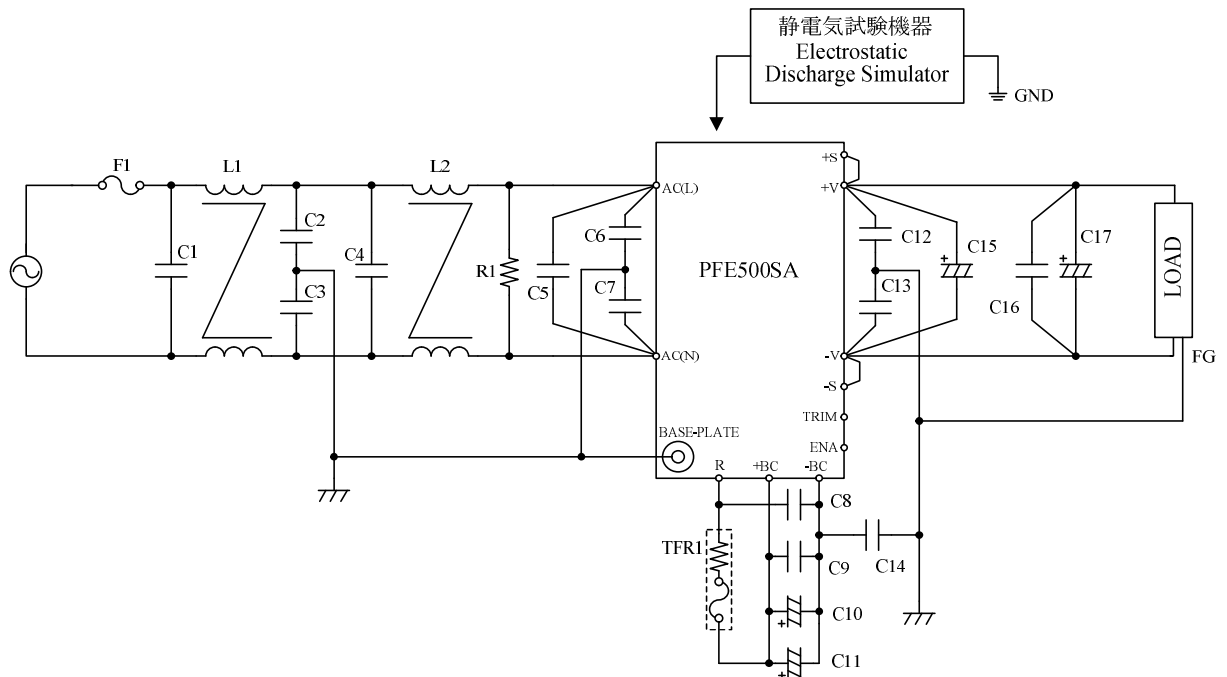 静電気試験機器
Electrostatic
Discharge Simulator
GND
F1
L1
L2
C1
C2
C3
C4
R1
C5
C6
C7
AC(L)
AC(N)
PFE500SA
BASE-PLATE
+S
+V
-V
-S
TRIM
ENA
R
+BC
-BC
C12
C13
C15
C16
C17
LOAD
FG
TFR1
C8
C9
C10
C11
C14